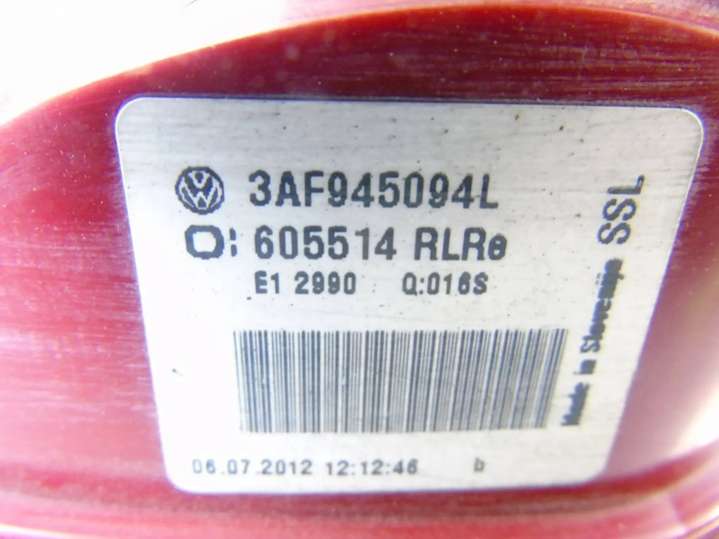 3AF945094L
605514 RLRe
E1 2990 Q:016S
06.07.2012 12:12:46 b
Made in Slovenija SSL